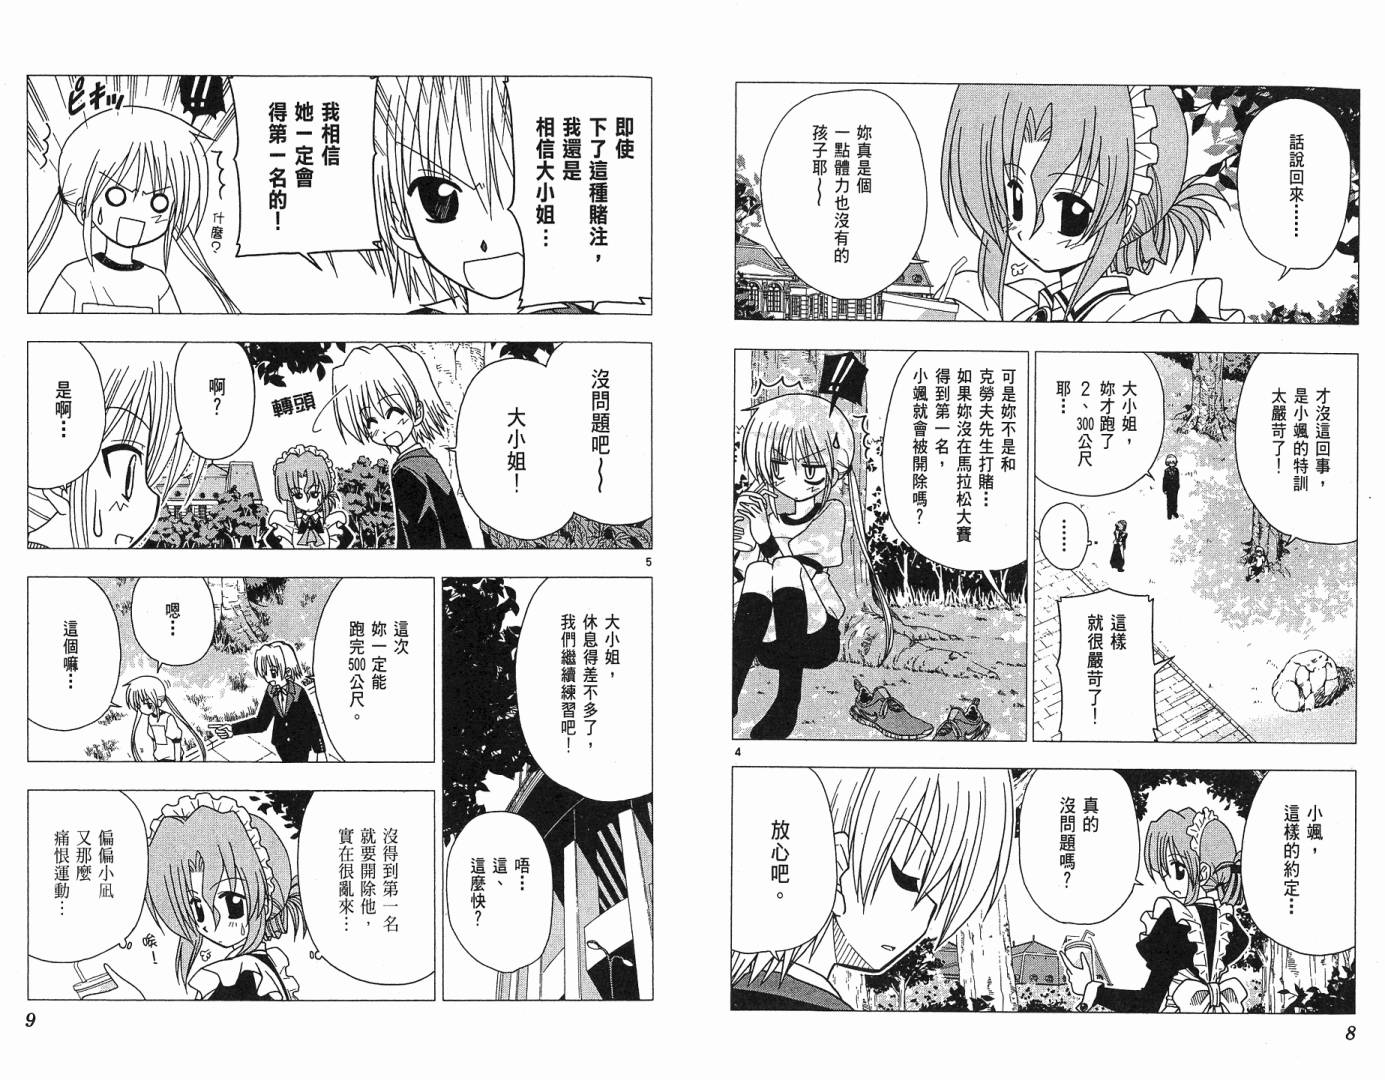 話說回來……
妳真是個
一點體力也沒有的
孩子耶～
才沒這回事，
是小颯的特訓
太嚴苛了！
大小姐，
妳才跑了
2、300公尺
耶…
……
這樣
就很嚴苛了！
可是妳不是和
克勞夫先生打賭…
如果妳沒在馬拉松大賽
得到第一名，
小颯就會被開除嗎？
!!
4
小颯，
這樣的約定…
真的
沒問題嗎？
放心吧。
8
即使
下了這種賭注，
我還是
相信大小姐…
我相信
她一定會
得第一名的！
!!
ピキッ
什麼？
沒問題吧～
大小姐！
轉頭
啊？
是啊…
5
大小姐，
休息得差不多了，
我們繼續練習吧！
唔…
這、
這麼快？
這次
妳一定能
跑完500公尺。
嗯…
這個嘛…
沒得到第一名
就要開除他，
實在很亂來…
偏偏小凪
又那麼
痛恨運動…
唉！
9